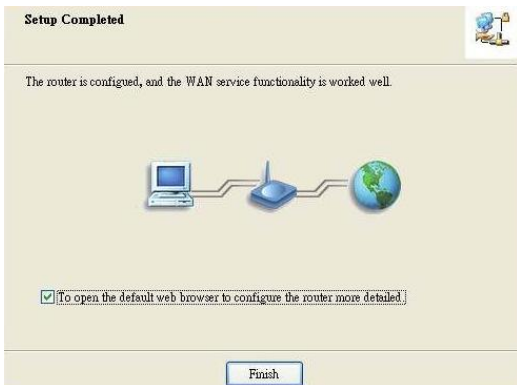 Setup Completed
The router is configued, and the WAN service functionality is worked well.
To open the default web browser to configure the router more detailed.
Finish